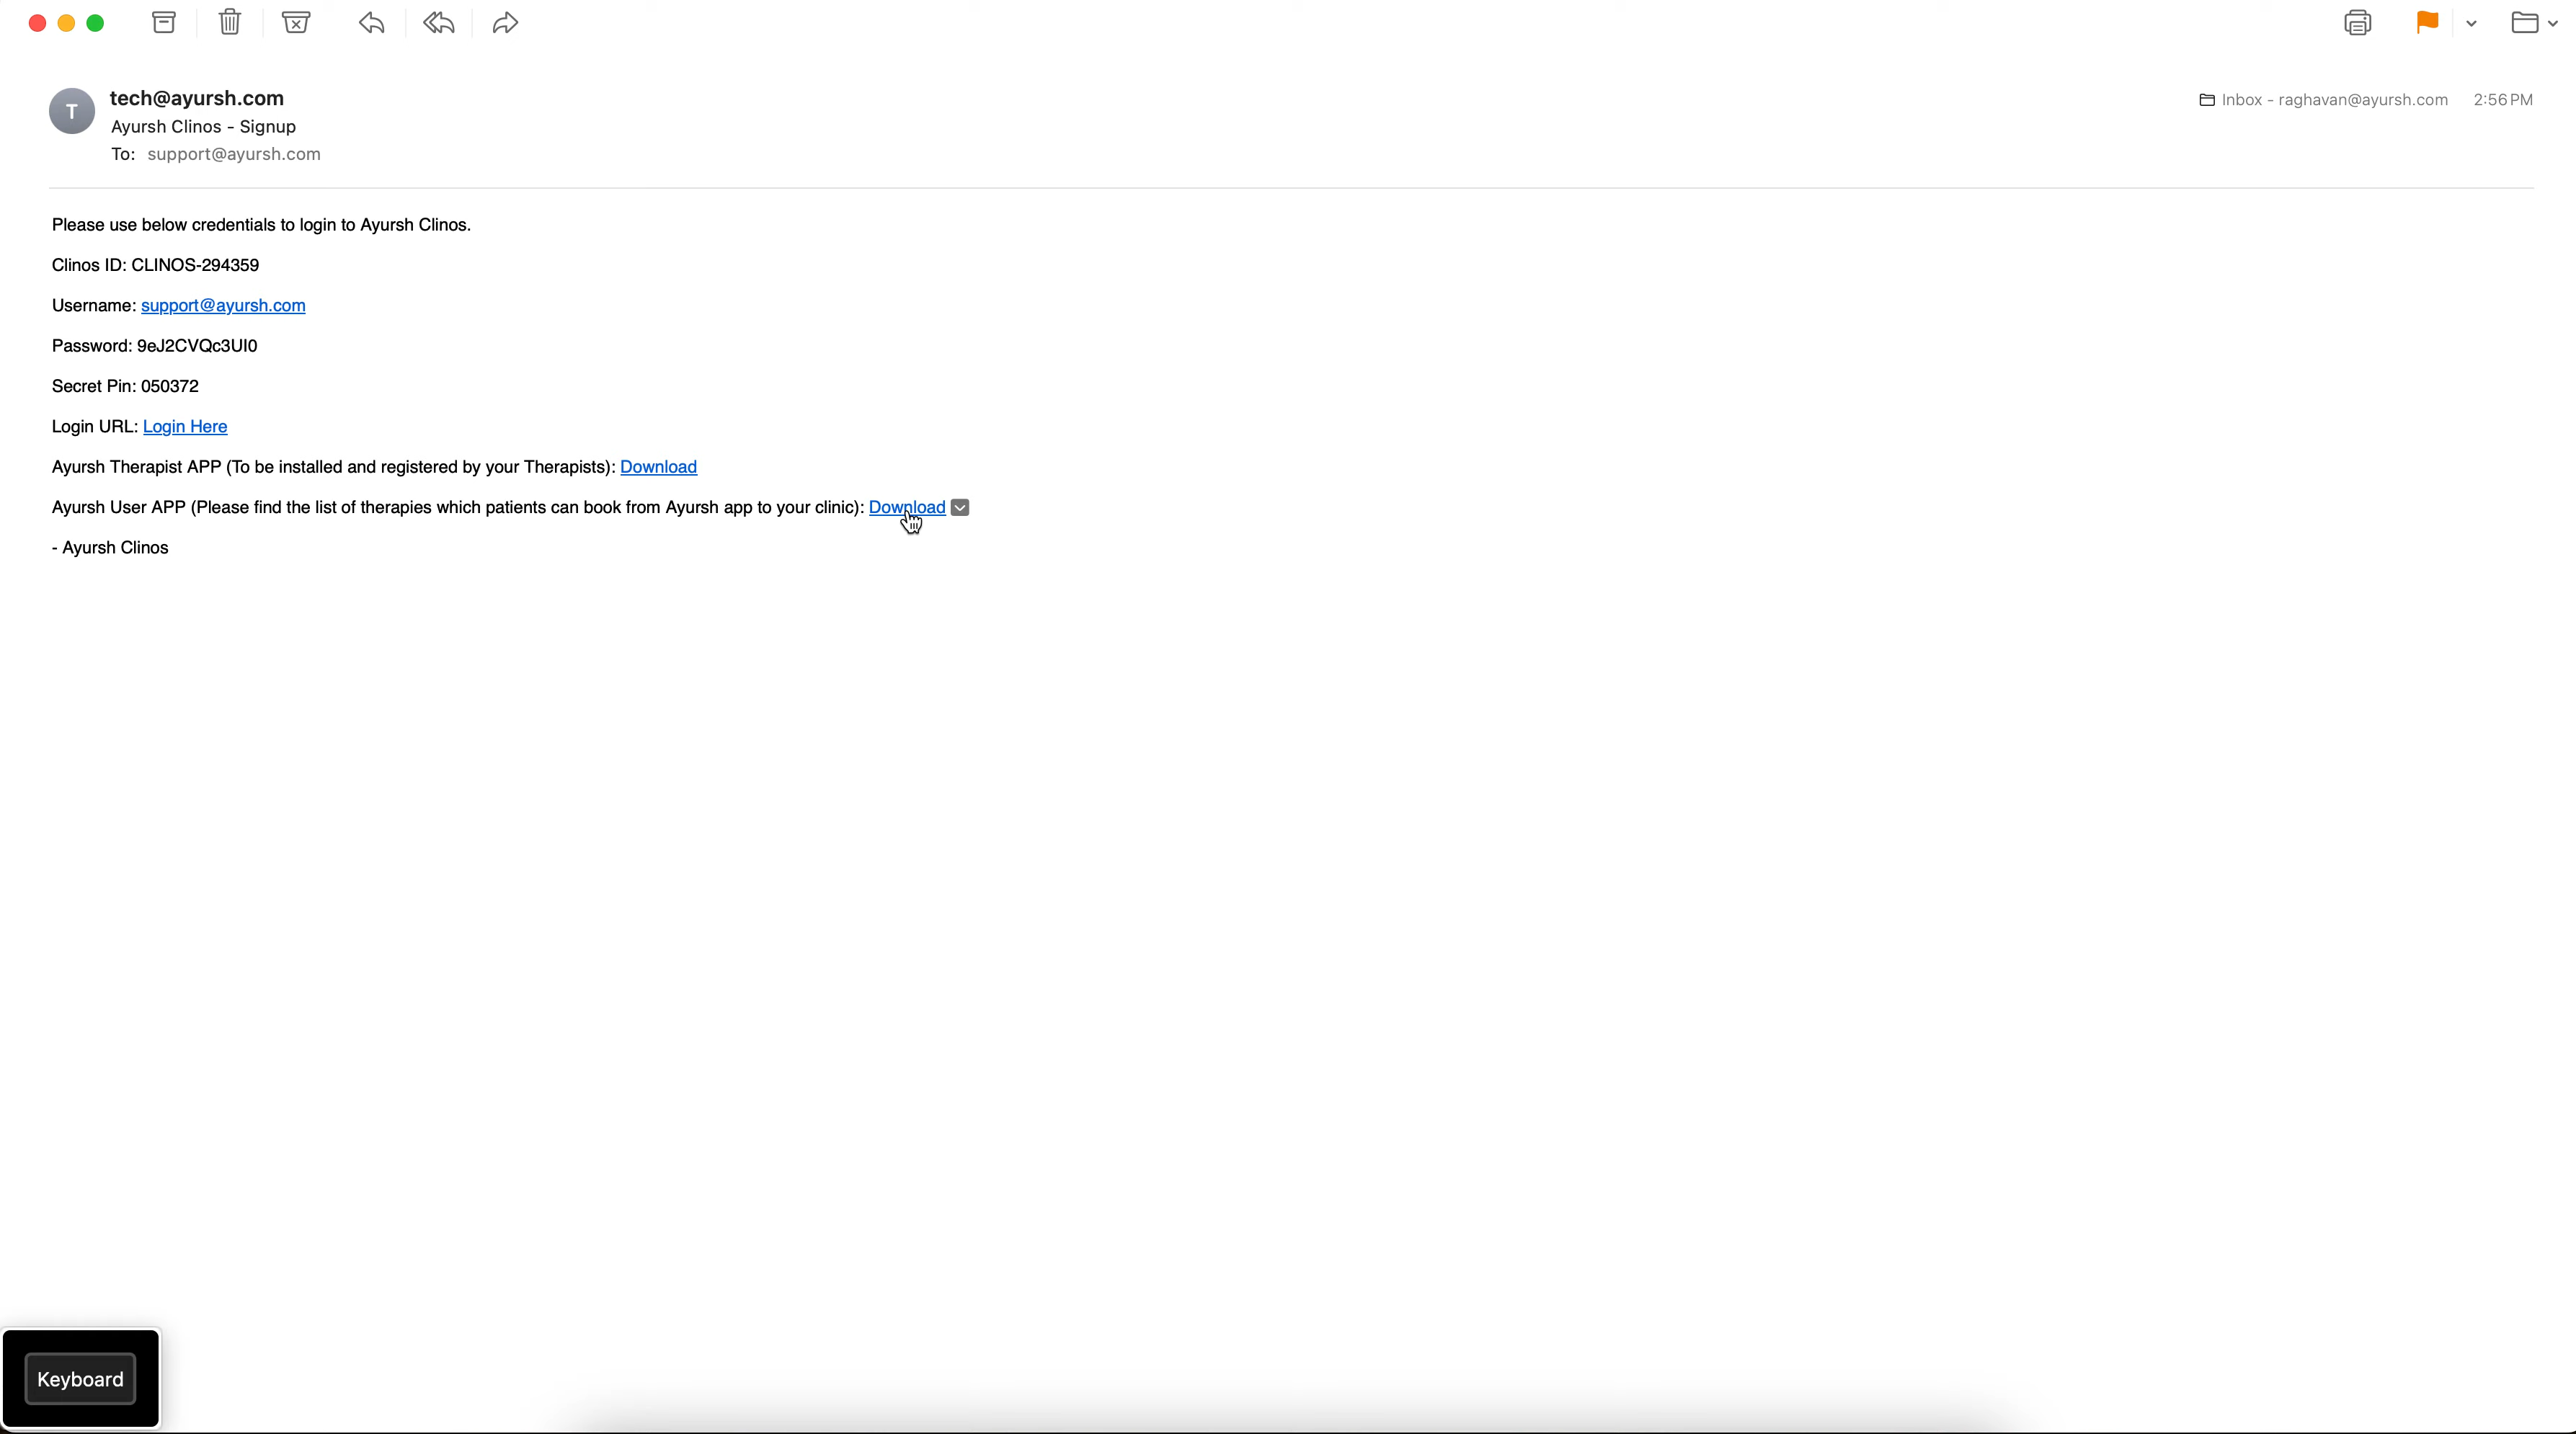 T
tech@ayursh.com
Inbox - raghavan@ayursh.com 2:56 PM
Ayursh Clinos - Signup
To: support@ayursh.com
Please use below credentials to login to Ayursh Clinos.
Clinos ID: CLINOS-294359
Username: support@ayursh.com
Password: 9eJ2CVQc3UI0
Secret Pin: 050372
Login URL: Login Here
Ayursh Therapist APP (To be installed and registered by your Therapists): Download
Ayursh User APP (Please find the list of therapies which patients can book from Ayursh app to your clinic): Download
- Ayursh Clinos
Keyboard